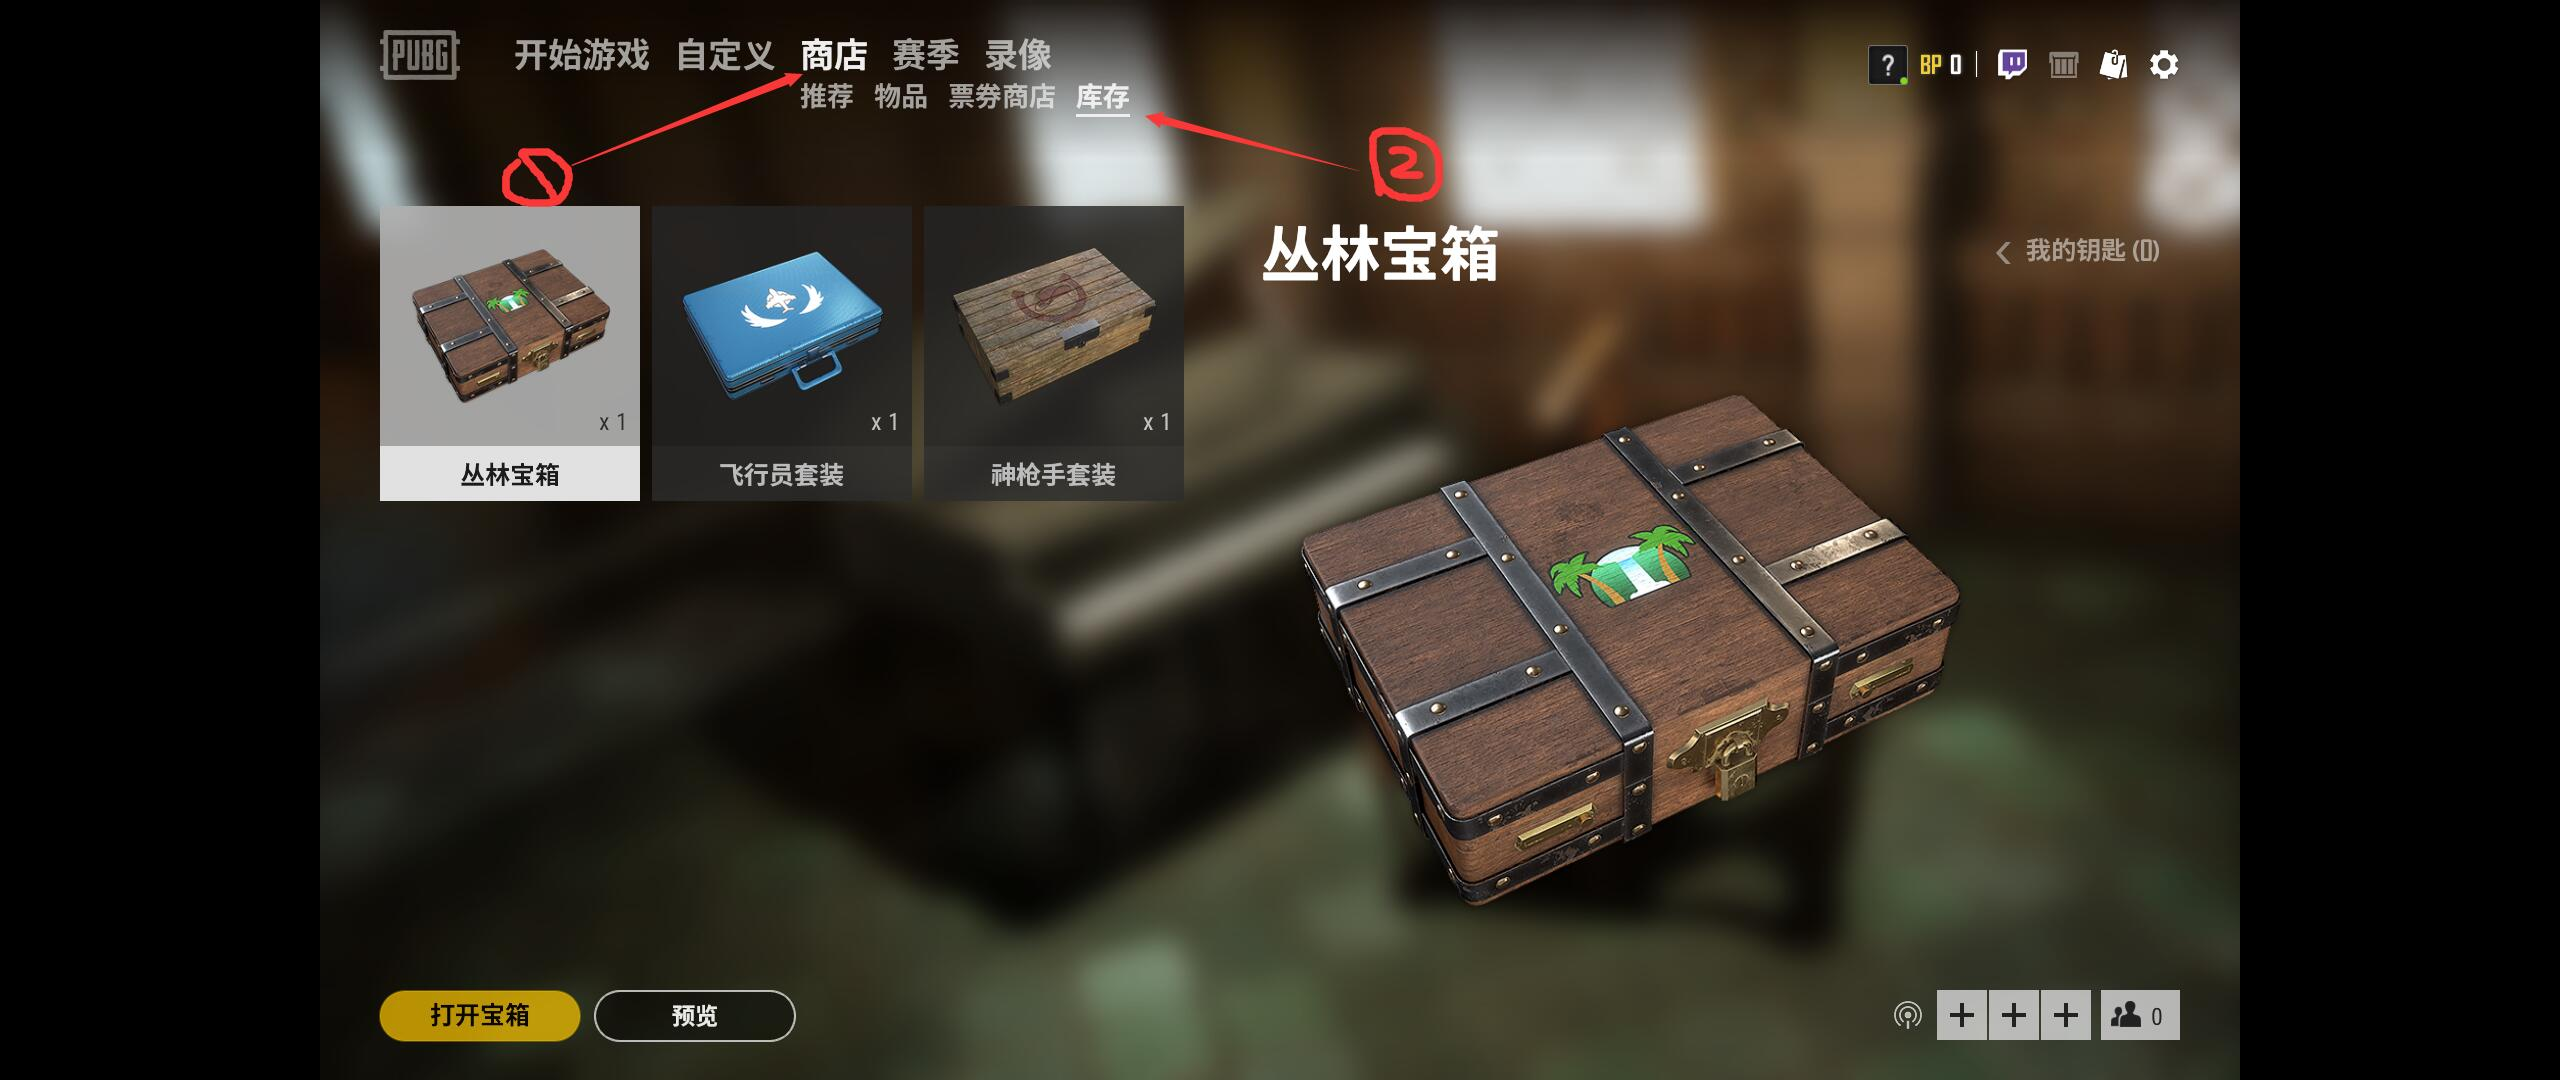 PUBG 开始游戏 自定义 商店 赛季 录像
? BP 0
推荐 物品 票券商店 库存
②
丛林宝箱
我的钥匙 (0)
x 1
x 1
x 1
丛林宝箱
飞行员套装
神枪手套装
打开宝箱
预览
+ + + 0